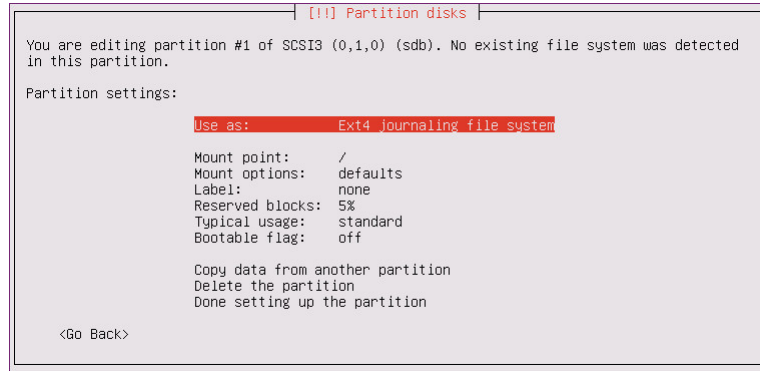 [!!] Partition disks
You are editing partition #1 of SCSI3 (0,1,0) (sdb). No existing file system was detected
in this partition.
Partition settings:
Use as: Ext4 journaling file system
Mount point: /
Mount options: defaults
Label: none
Reserved blocks: 5%
Typical usage: standard
Bootable flag: off
Copy data from another partition
Delete the partition
Done setting up the partition
<Go Back>